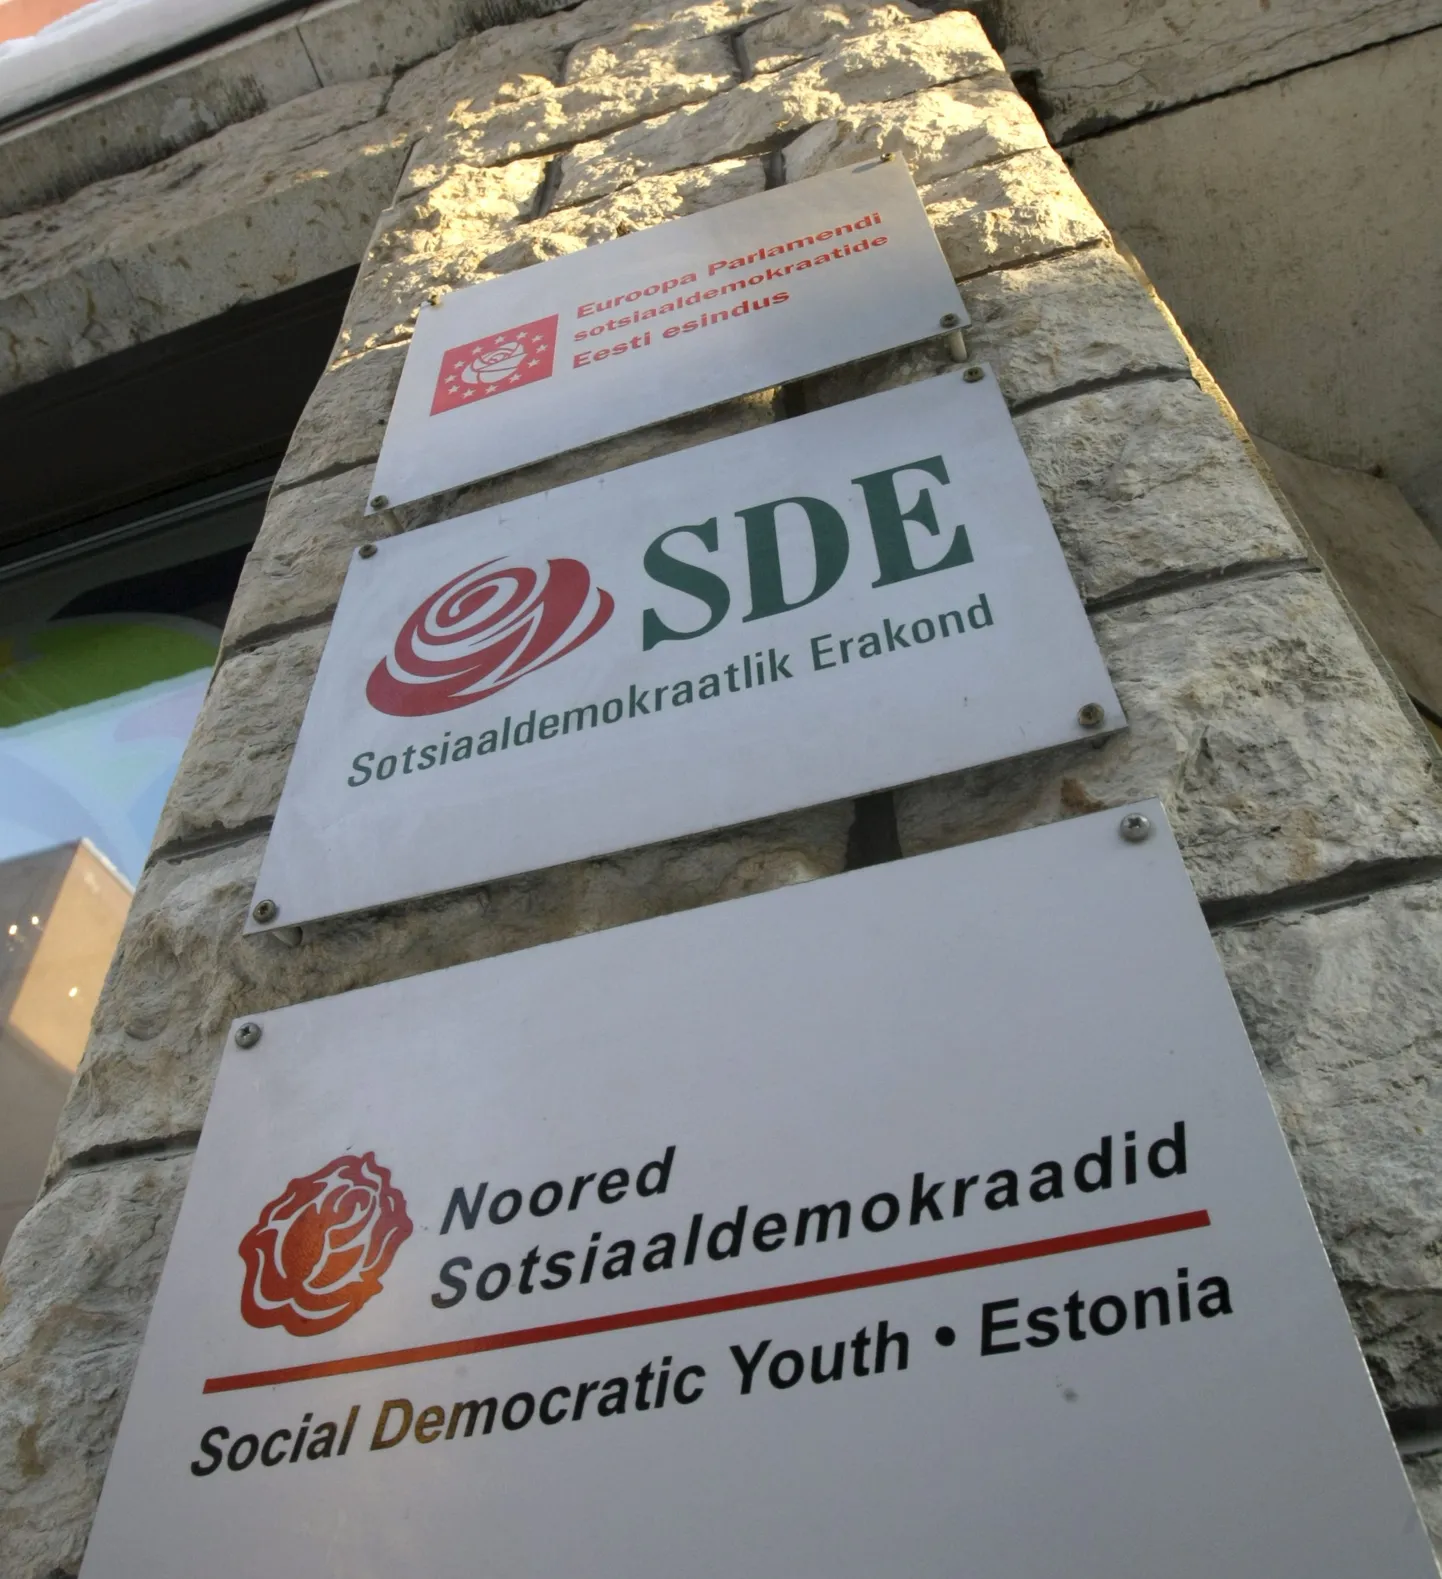 Euroopa Parlamendi
sotsiaaldemokraatide
Eesti esindus
SDE
Sotsiaaldemokraatlik Erakond
Noored
Sotsiaaldemokraadid
Social Democratic Youth • Estonia